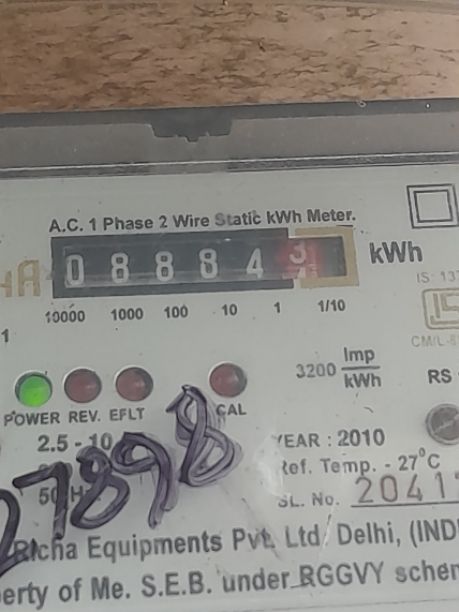 A.C. 1 Phase 2 Wire Static kWh Meter.
0 8 8 8 4 3 kWh
10000 1000 100 10 1 1/10
3200 Imp/kWh
POWER REV. EFLT CAL
RS
2.5 - 10
YEAR : 2010
Ref. Temp. - 27°C
27898
SL. No. 2041
Richa Equipments Pvt. Ltd. Delhi, (IND
erty of Me. S.E.B. under RGGVY schem